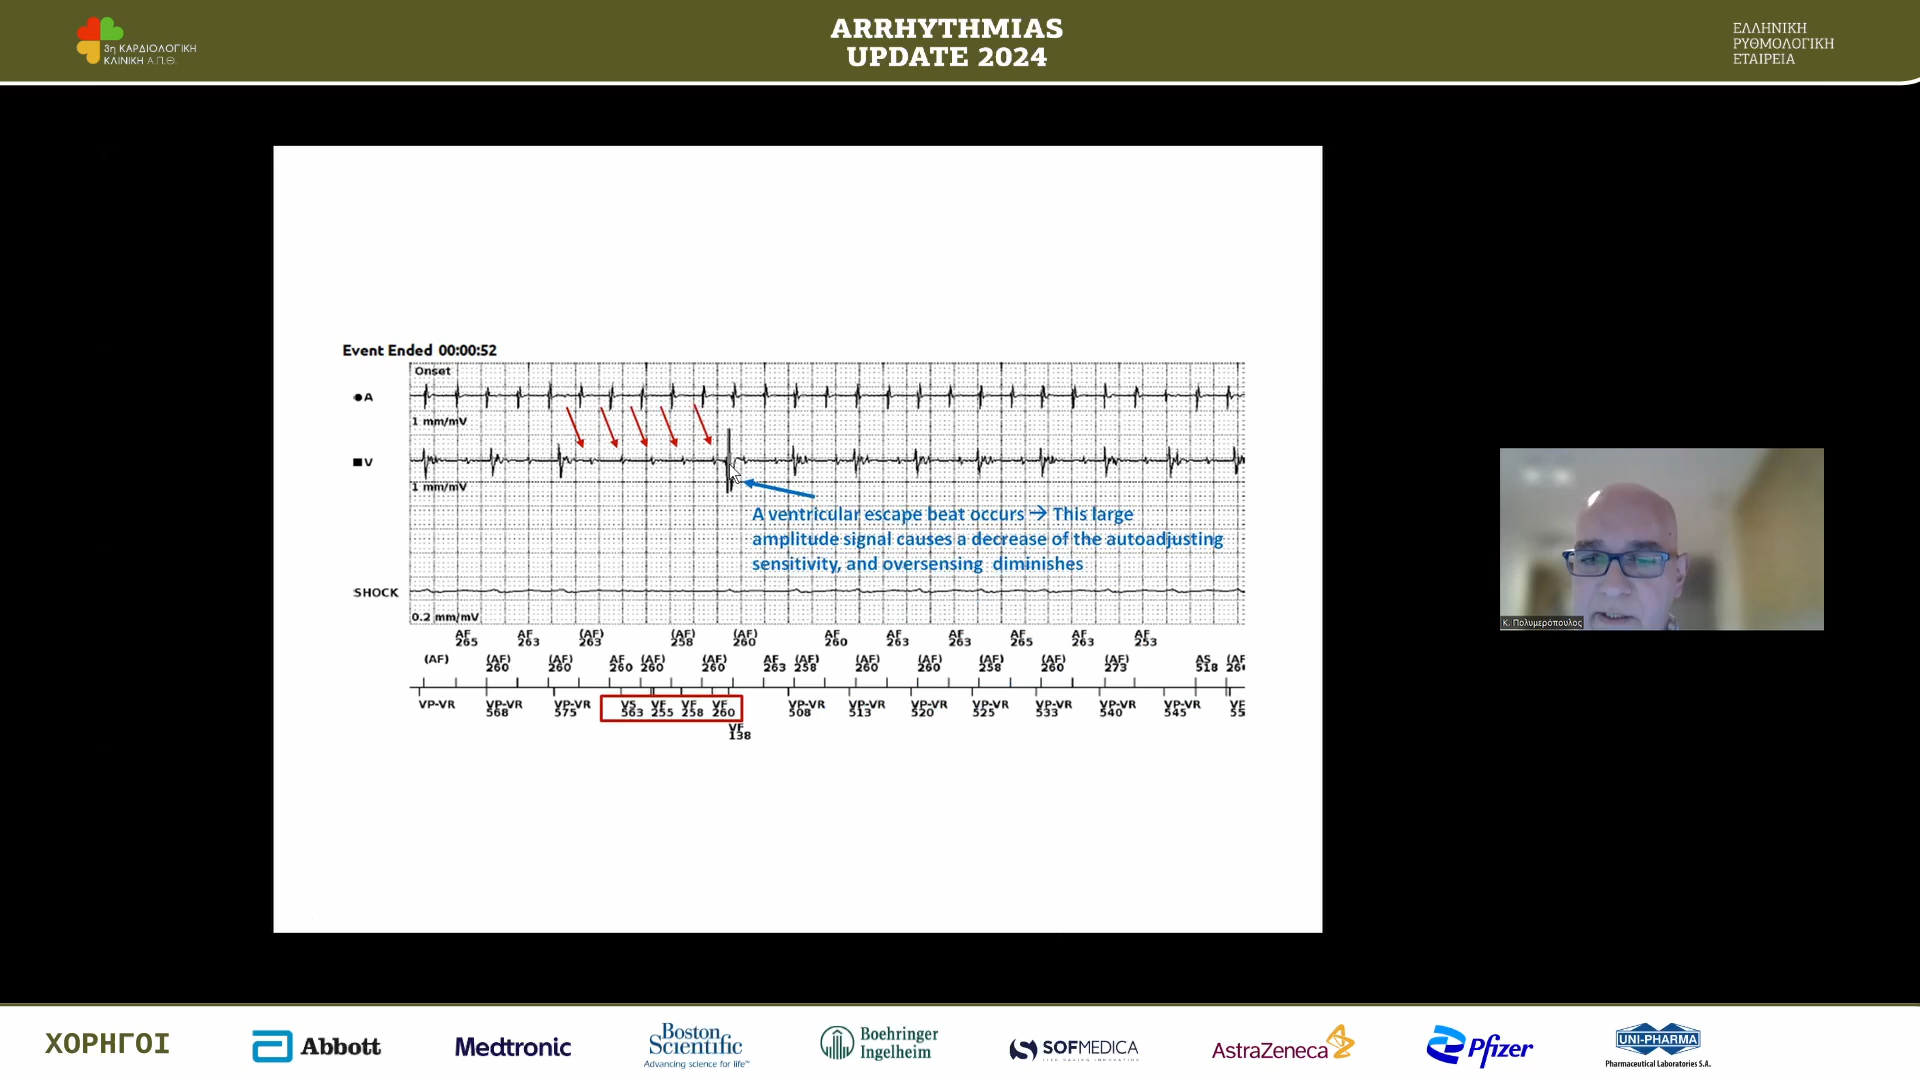 3η ΚΑΡΔΙΟΛΟΓΙΚΗ
ΚΛΙΝΙΚΗ Α.Π.Θ.
ARRHYTHMIAS
UPDATE 2024
ΕΛΛΗΝΙΚΗ
ΡΥΘΜΟΛΟΓΙΚΗ
ΕΤΑΙΡΕΙΑ
Event Ended 00:00:52
Onset
A
1 mm/mV
V
1 mm/mV
A ventricular escape beat occurs → This large
amplitude signal causes a decrease of the autoadjusting
sensitivity, and oversensing diminishes
SHOCK
0.2 mm/mV
AF AF (AF) (AF) (AF) AF AF AF AF AF AF
265 263 263 258 260 260 263 263 265 263 253
(AF) (AF) (AF) AF (AF) (AF) AF (AF) (AF) (AF) (AF) (AF) (AF) AS (AF
260 260 260 260 260 263 258 260 260 258 260 273 518 26
VP-VR VP-VR VP-VR VS VF VF VF VP-VR VP-VR VP-VR VP-VR VP-VR VP-VR VP-VR VF
568 575 563 255 258 260 508 513 520 525 533 540 545 55
VF
138
Κ. Πολυμερόπουλος
ΧΟΡΗΓΟΙ
Abbott
Medtronic
Boston
Scientific
Advancing science for life™
Boehringer
Ingelheim
SOFMEDICA
AstraZeneca
Pfizer
UNI-PHARMA
Pharmaceutical Laboratories S.A.